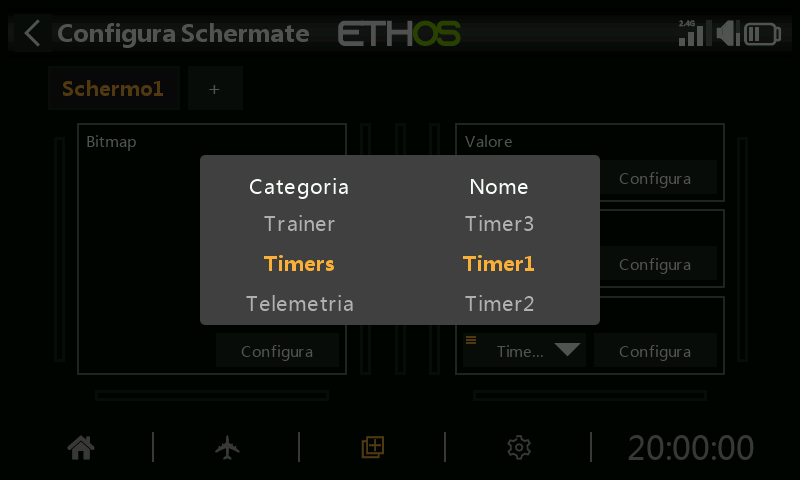 Configura Schermate
ETHOS
2.4G
Schermo1
+
Bitmap
Valore
Categoria
Nome
Configura
Trainer
Timer3
Timers
Timer1
Configura
Telemetria
Timer2
Configura
Time...
Configura
20:00:00